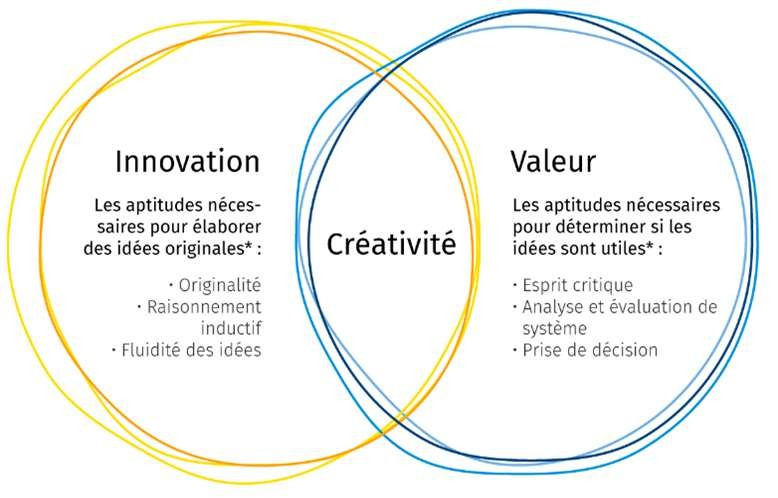 Innovation
Les aptitudes néces-
saires pour élaborer
des idées originales* :
• Originalité
• Raisonnement
inductif
• Fluidité des idées
Créativité
Valeur
Les aptitudes nécessaires
pour déterminer si les
idées sont utiles* :
• Esprit critique
• Analyse et évaluation de
système
• Prise de décision